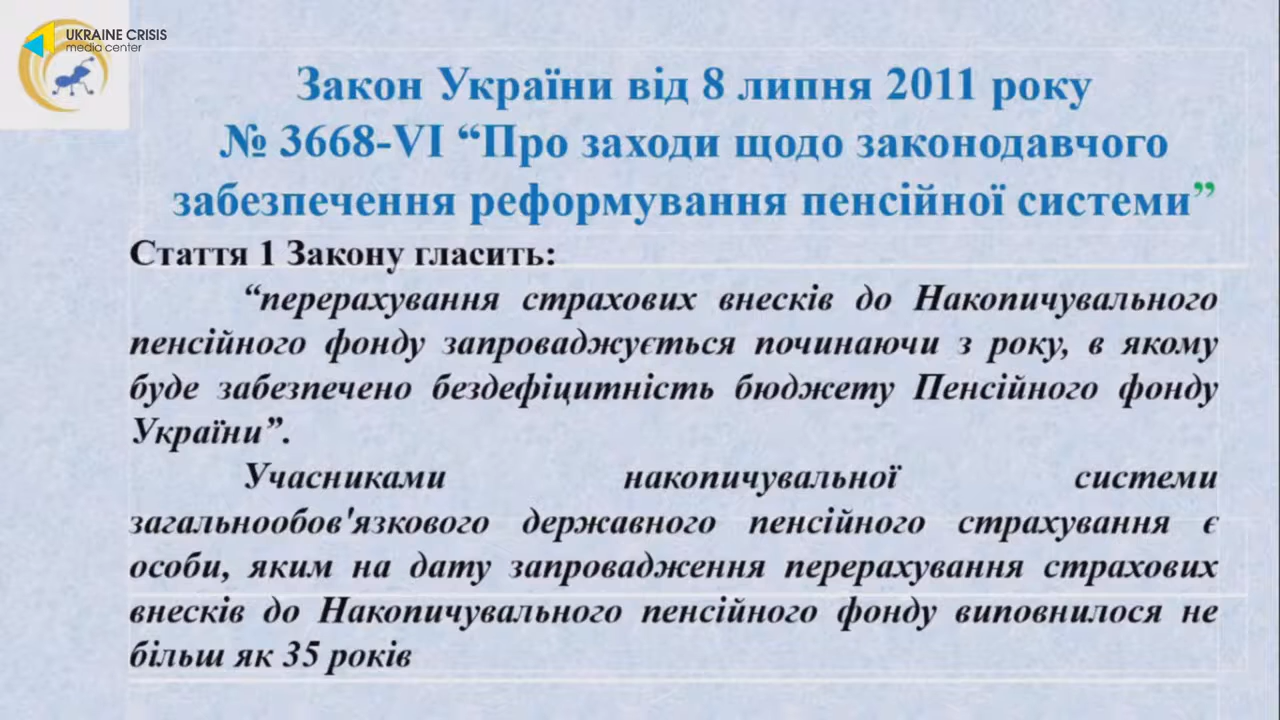 UKRAINE CRISIS
media center
Закон України від 8 липня 2011 року
№ 3668-VI “Про заходи щодо законодавчого
забезпечення реформування пенсійної системи”
Стаття 1 Закону гласить:
“перерахування страхових внесків до Накопичувального
пенсійного фонду запроваджується починаючи з року, в якому
буде забезпечено бездефіцитність бюджету Пенсійного фонду
України”.
Учасниками накопичувальної системи
загальнообов'язкового державного пенсійного страхування є
особи, яким на дату запровадження перерахування страхових
внесків до Накопичувального пенсійного фонду виповнилося не
більш як 35 років